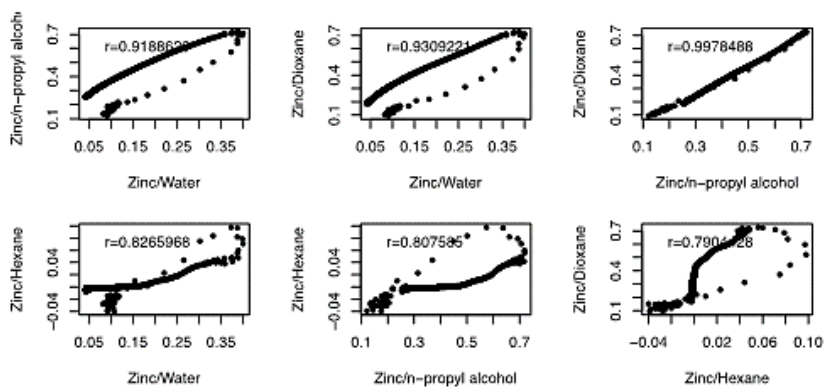 r=0.9188
Zinc/n-propyl alcoh
0.1 0.4 0.7
0.05 0.15 0.25 0.35
Zinc/Water
r=0.9309221
Zinc/Dioxane
0.1 0.4 0.7
0.05 0.15 0.25 0.35
Zinc/Water
r=0.9978488
Zinc/Dioxane
0.1 0.4 0.7
0.1 0.3 0.5 0.7
Zinc/n-propyl alcohol
r=0.8265968
Zinc/Hexane
-0.04 0.04
0.05 0.15 0.25 0.35
Zinc/Water
r=0.807585
Zinc/Hexane
-0.04 0.04
0.1 0.3 0.5 0.7
Zinc/n-propyl alcohol
r=0.790
Zinc/Dioxane
0.1 0.4 0.7
-0.04 0.02 0.06 0.10
Zinc/Hexane